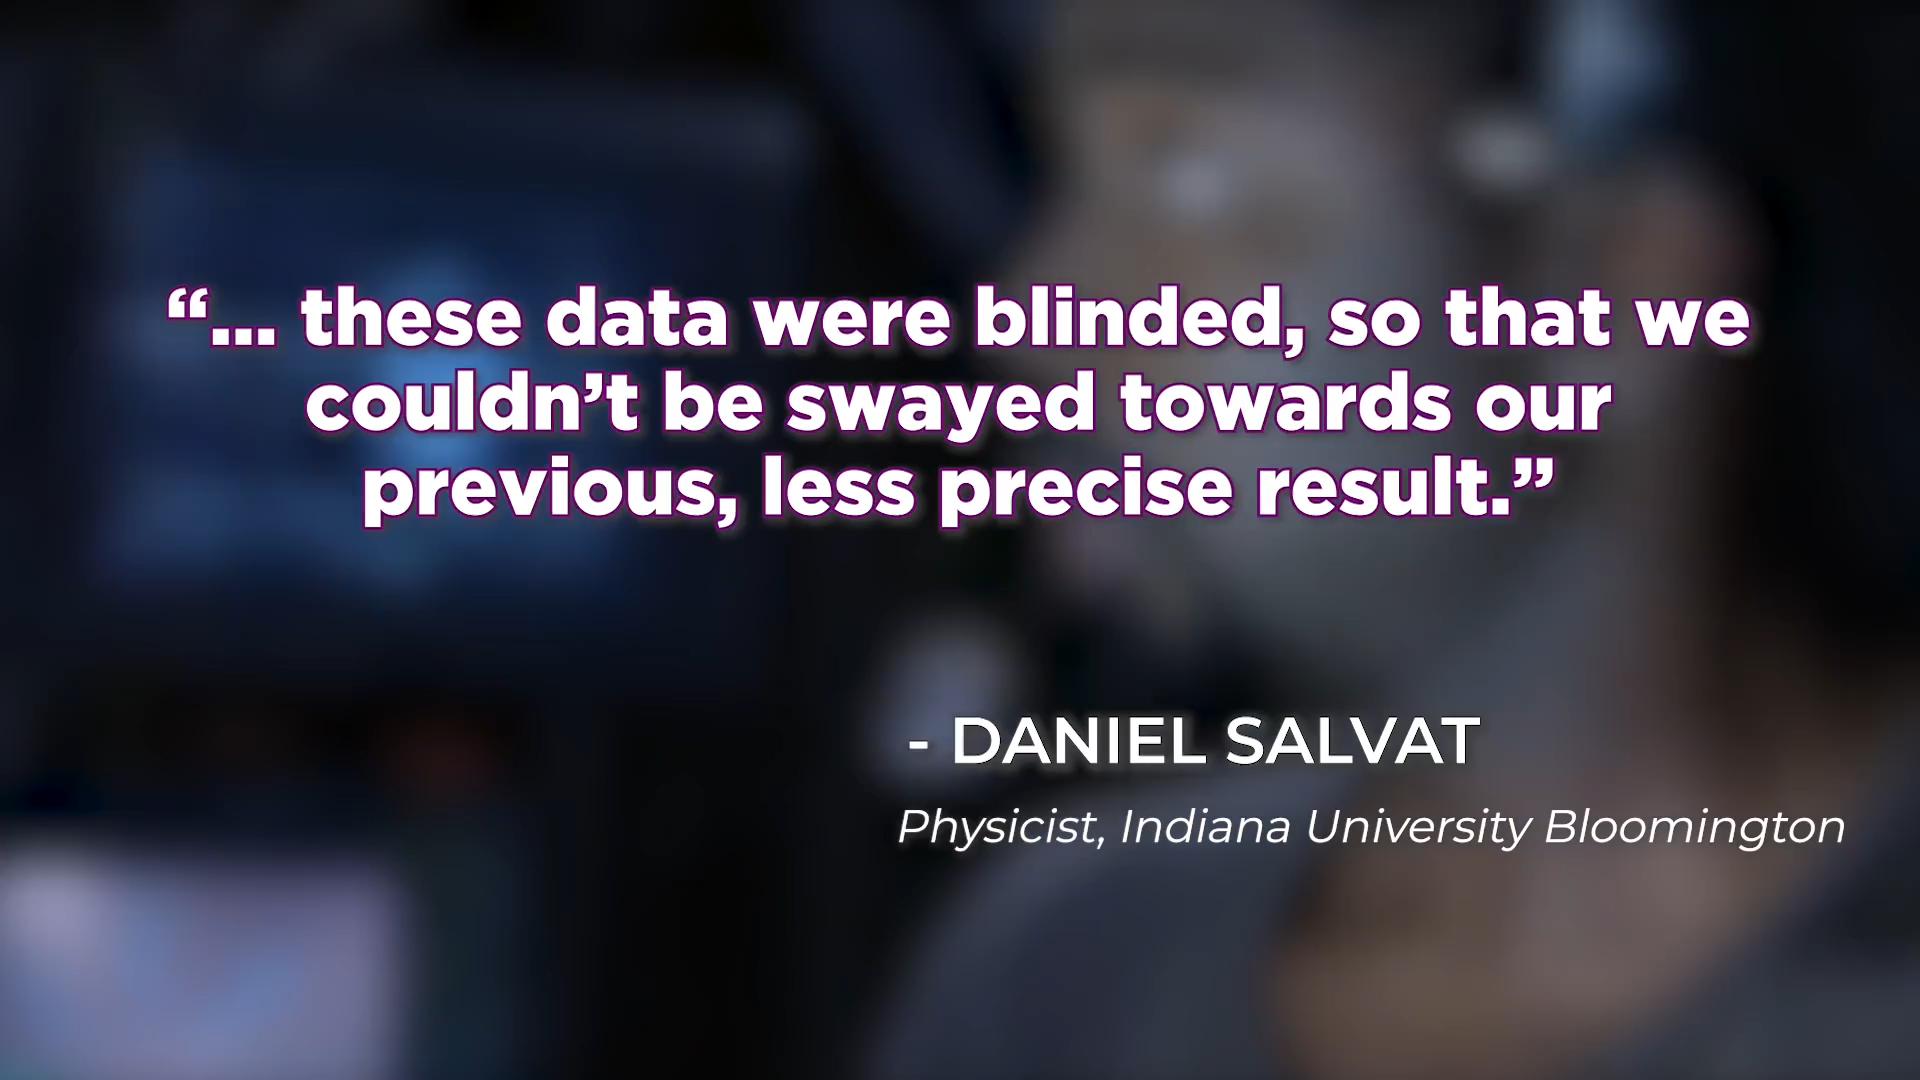 “... these data were blinded, so that we
couldn’t be swayed towards our
previous, less precise result.”
- DANIEL SALVAT
Physicist, Indiana University Bloomington